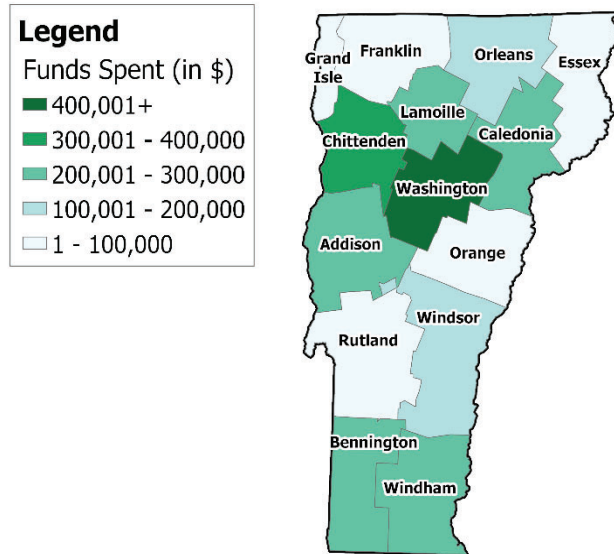 Legend
Funds Spent (in $)
400,001+
300,001 - 400,000
200,001 - 300,000
100,001 - 200,000
1 - 100,000
Grand
Isle
Franklin
Orleans
Essex
Lamoille
Chittenden
Caledonia
Washington
Addison
Orange
Windsor
Rutland
Bennington
Windham